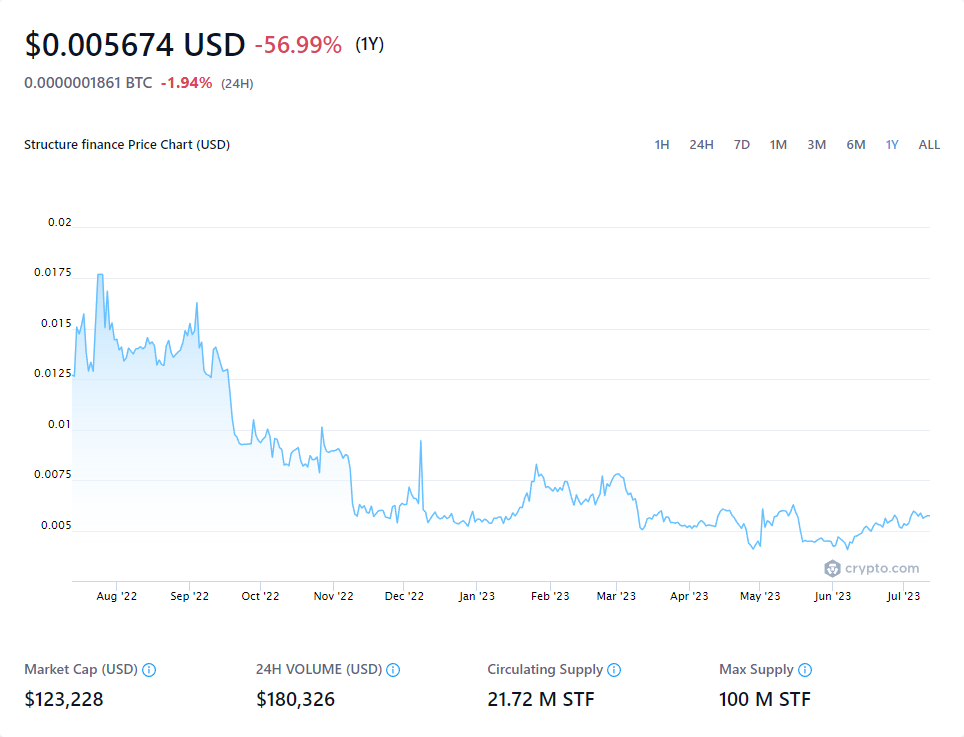 $0.005674 USD -56.99% (1Y)
0.0000001861 BTC -1.94% (24H)
Structure finance Price Chart (USD) 1H 24H 7D 1M 3M 6M 1Y ALL
0.02
0.0175
0.015
0.0125
0.01
0.0075
0.005
crypto.com
Aug '22 Sep '22 Oct '22 Nov '22 Dec '22 Jan '23 Feb '23 Mar '23 Apr '23 May '23 Jun '23 Jul '23
Market Cap (USD) 24H VOLUME (USD) Circulating Supply Max Supply
$123,228 $180,326 21.72 M STF 100 M STF